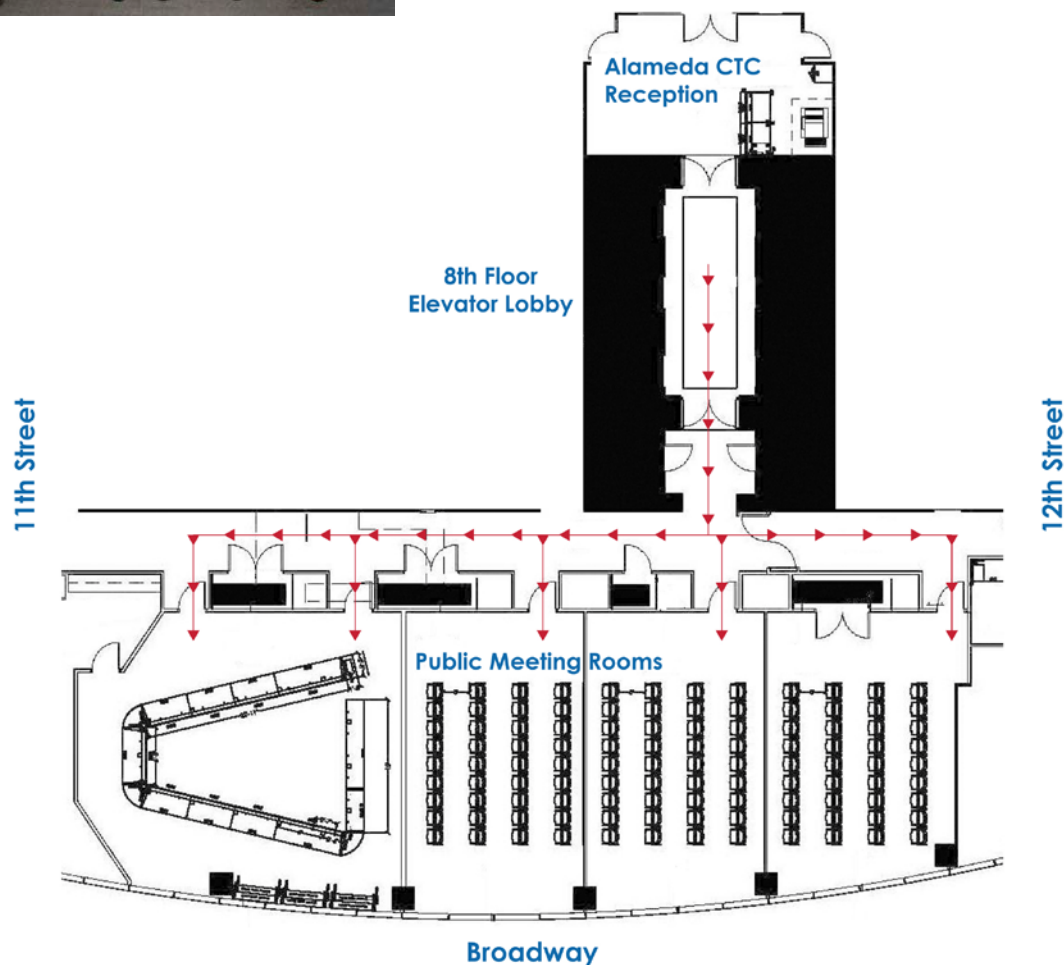 Alameda CTC
Reception
8th Floor
Elevator Lobby
11th Street
12th Street
Public Meeting Rooms
Broadway